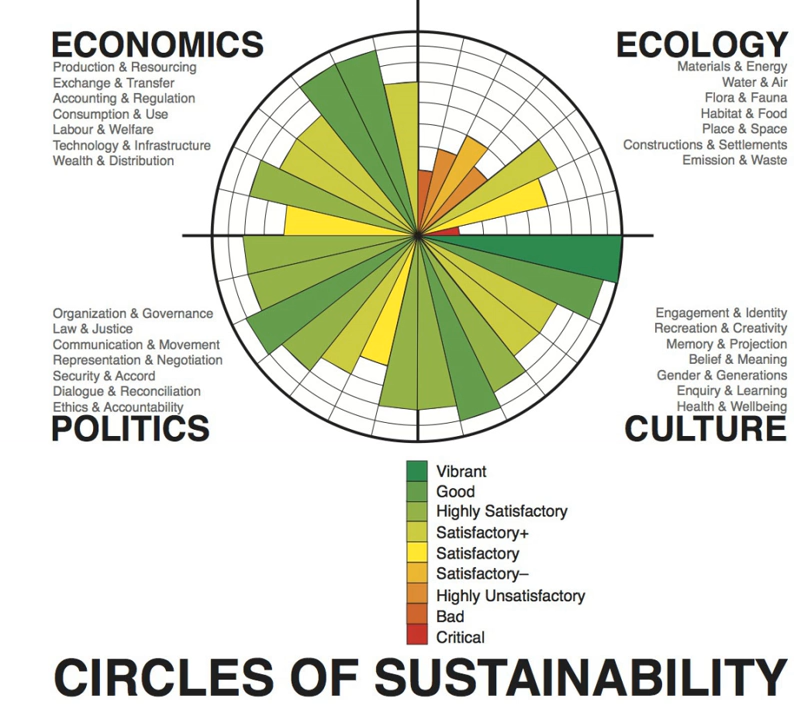 ECONOMICS
Production & Resourcing
Exchange & Transfer
Accounting & Regulation
Consumption & Use
Labour & Welfare
Technology & Infrastructure
Wealth & Distribution
ECOLOGY
Materials & Energy
Water & Air
Flora & Fauna
Habitat & Food
Place & Space
Constructions & Settlements
Emission & Waste
Organization & Governance
Law & Justice
Communication & Movement
Representation & Negotiation
Security & Accord
Dialogue & Reconciliation
Ethics & Accountability
POLITICS
Engagement & Identity
Recreation & Creativity
Memory & Projection
Belief & Meaning
Gender & Generations
Enquiry & Learning
Health & Wellbeing
CULTURE
Vibrant
Good
Highly Satisfactory
Satisfactory+
Satisfactory
Satisfactory–
Highly Unsatisfactory
Bad
Critical
CIRCLES OF SUSTAINABILITY